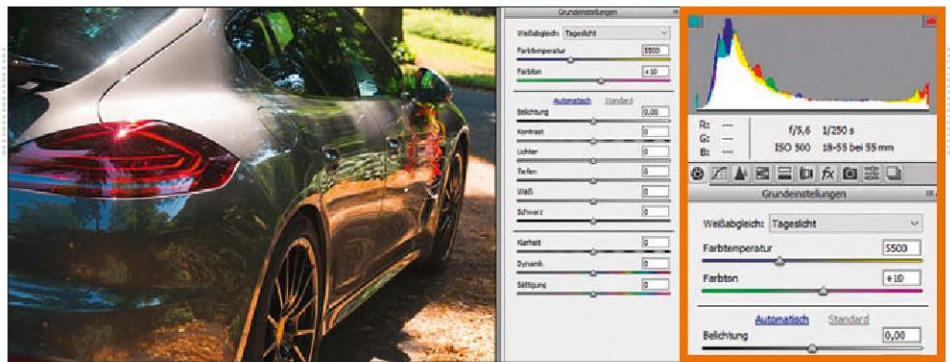 Grundeinstellungen
Weißabgleich: Tageslicht
Farbtemperatur 5500
Farbton +10
Automatisch Standard
Belichtung 0,00
Kontrast 0
Lichter 0
Tiefen 0
Weiß 0
Schwarz 0
Klarheit 0
Dynamik 0
Sättigung 0
R: ---
G: ---
B: ---
f/5,6 1/250 s
ISO 500 18-55 bei 55 mm
fx
Grundeinstellungen
Weißabgleich: Tageslicht
Farbtemperatur 5500
Farbton +10
Automatisch Standard
Belichtung 0,00